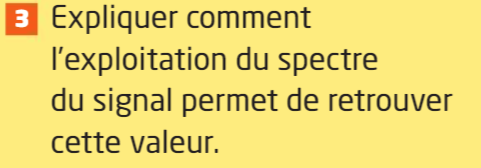 3 Expliquer comment
l'exploitation du spectre
du signal permet de retrouver
cette valeur.